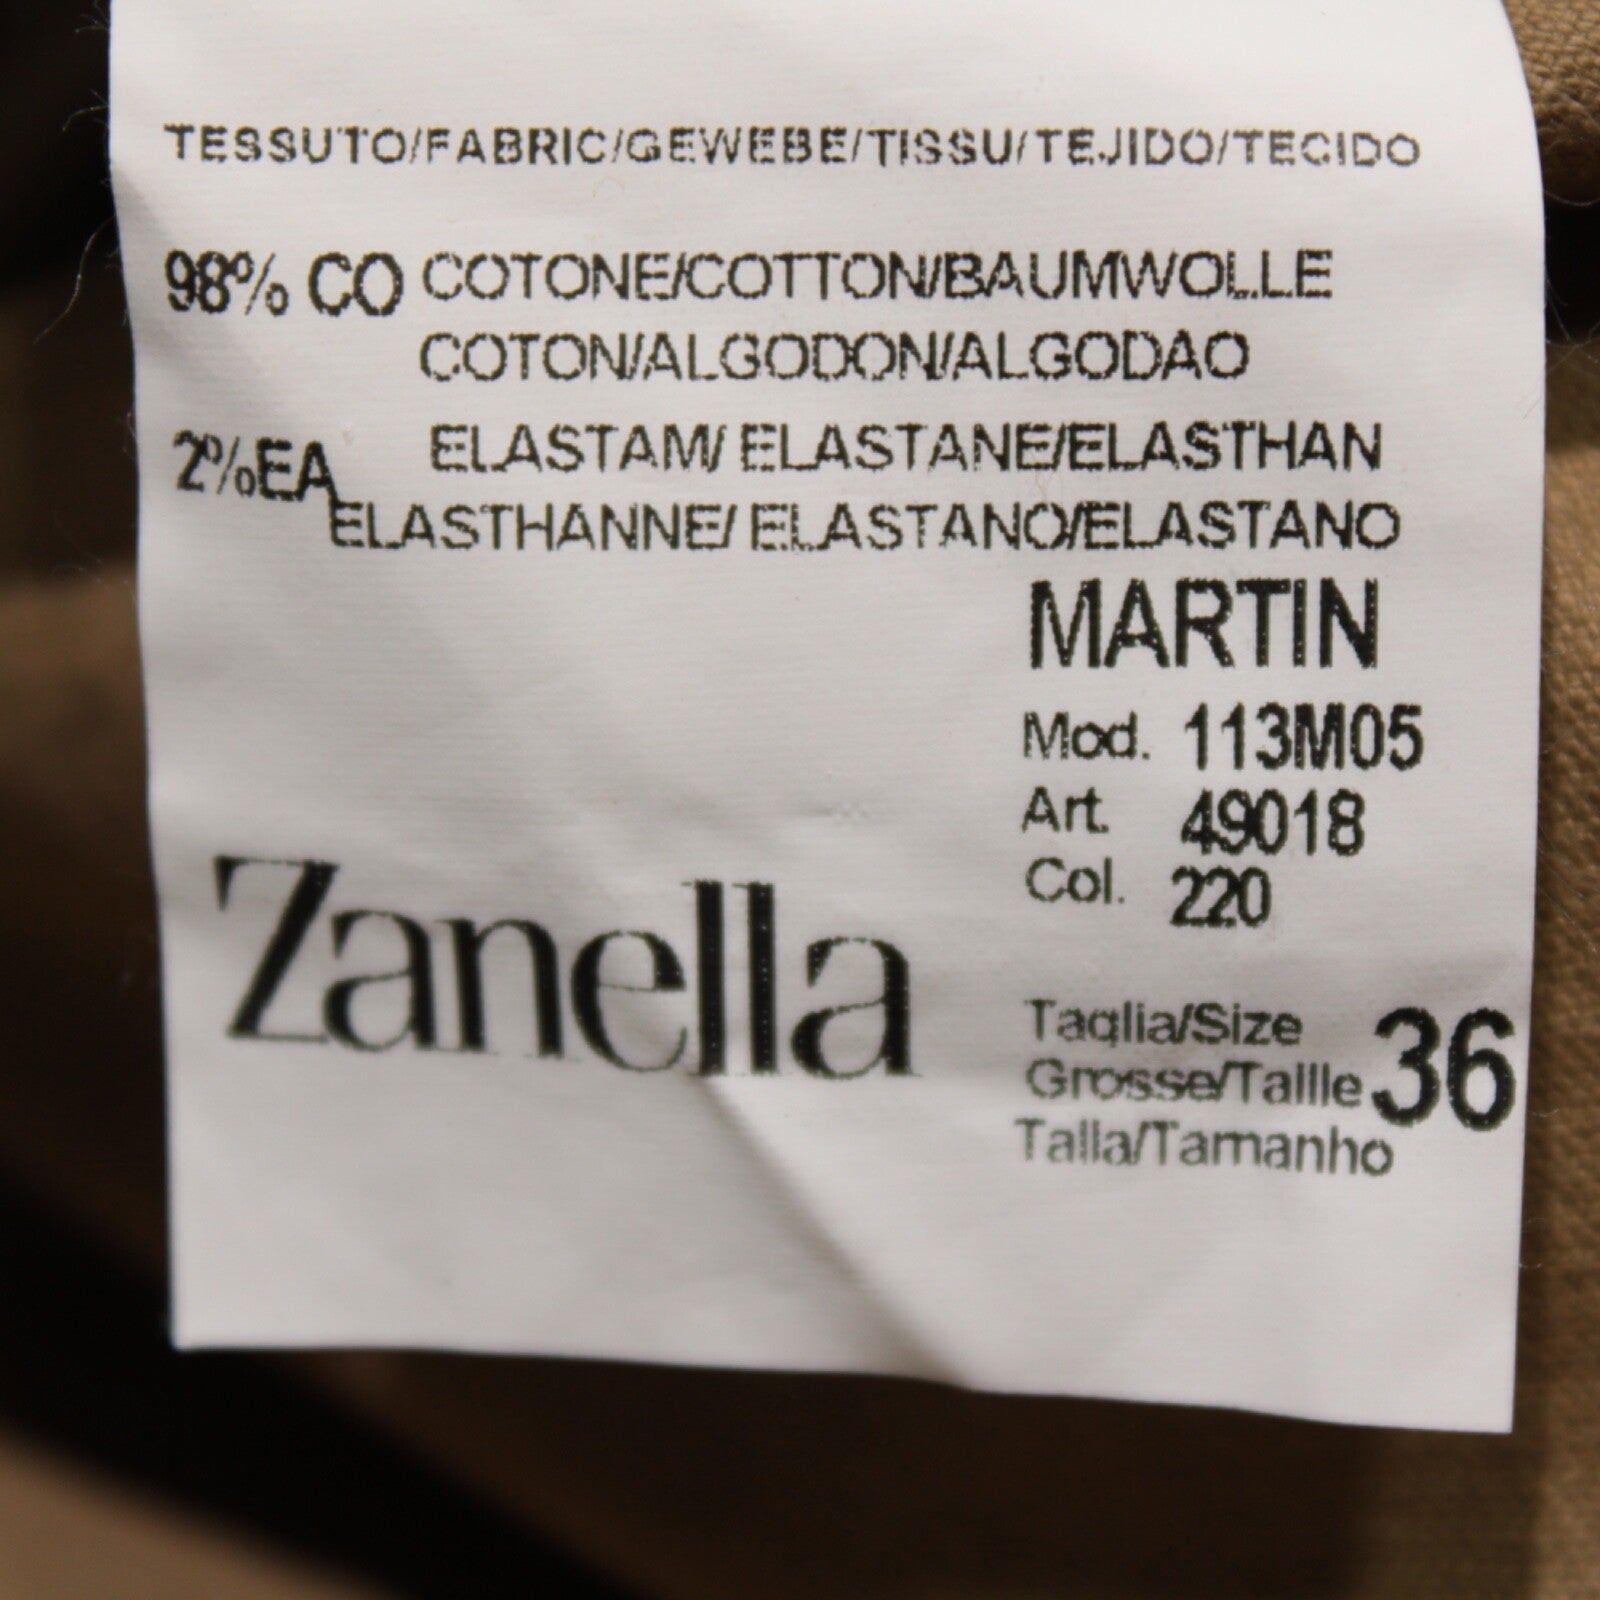 TESSUTO/FABRIC/GEWEBE/TISSU/TEJIDO/TECIDO
98% CO COTONE/COTTON/BAUMWOLLE
COTON/ALGODON/ALGODAO
2%EA ELASTAM/ ELASTANE/ELASTHAN
ELASTHANNE/ ELASTANO/ELASTANO
MARTIN
Mod. 113M05
Art. 49018
Col. 220
Zanella
Taglia/Size
Grosse/Taille 36
Talla/Tamanho